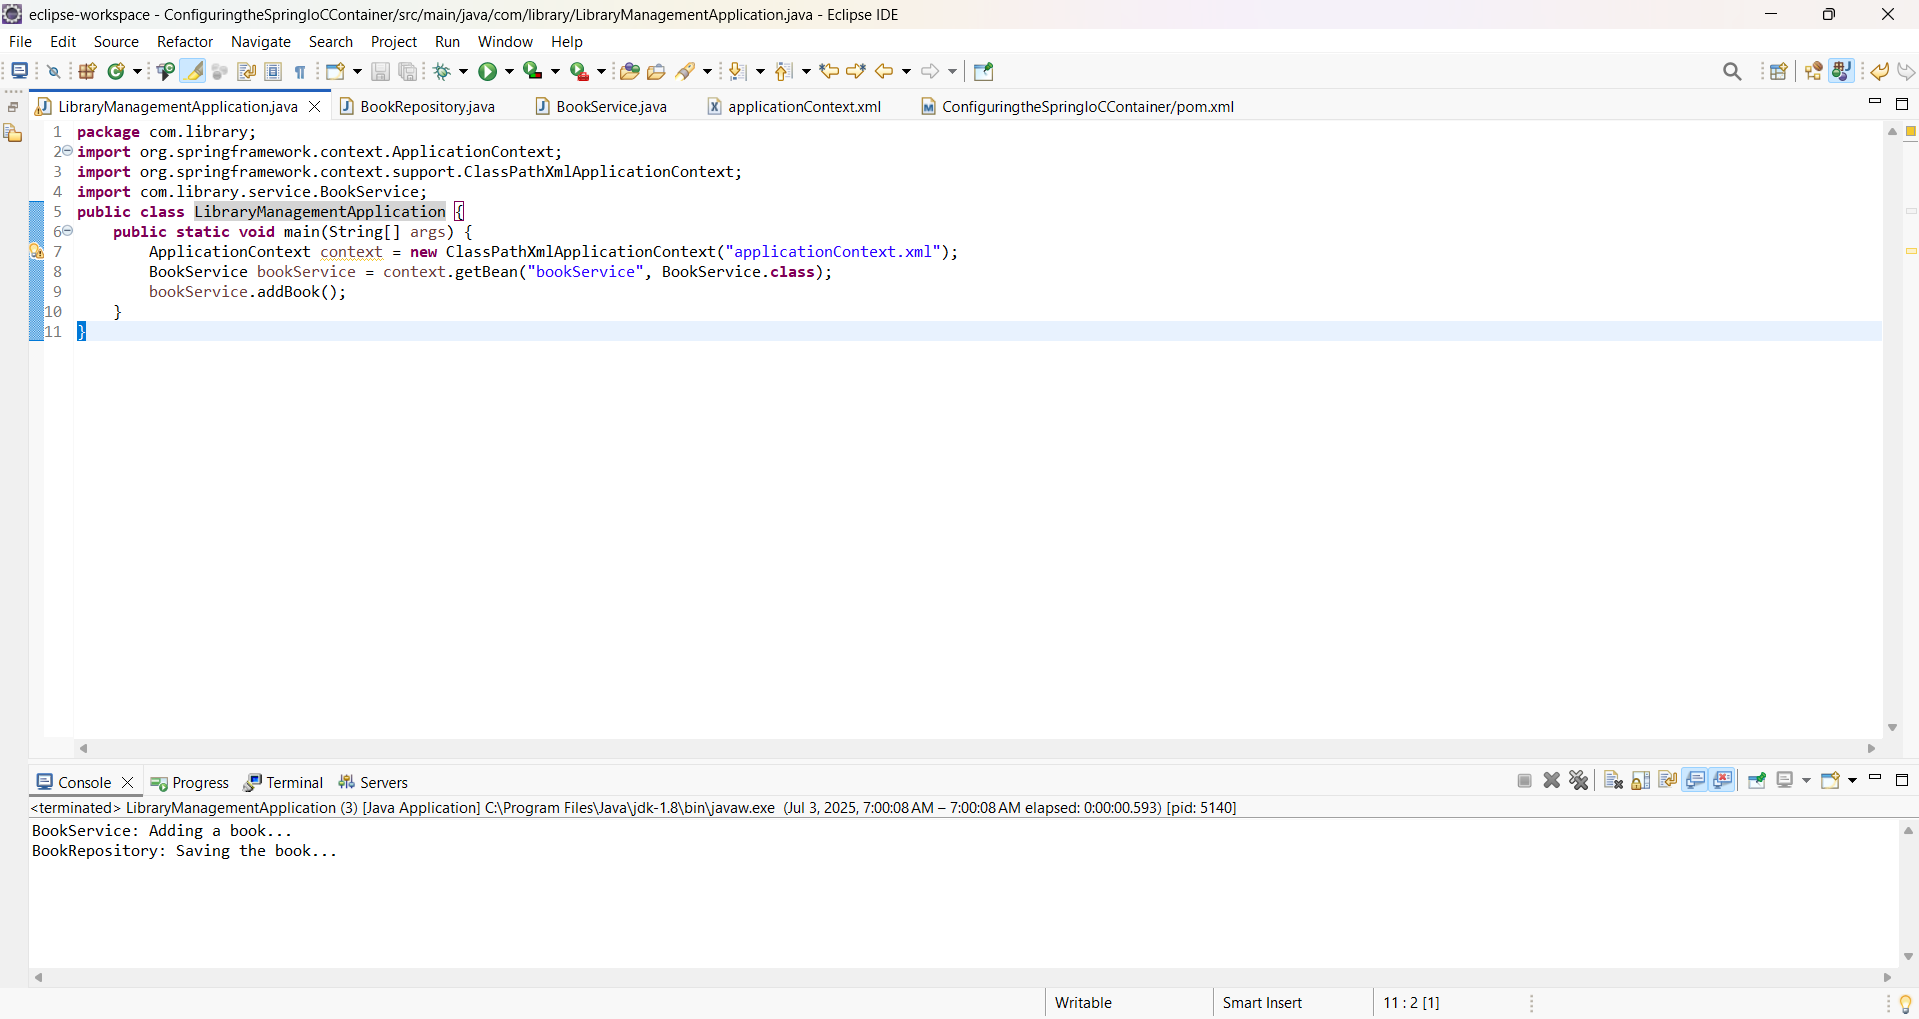 eclipse-workspace - ConfiguringtheSpringIoCContainer/src/main/java/com/library/LibraryManagementApplication.java - Eclipse IDE
File Edit Source Refactor Navigate Search Project Run Window Help
LibraryManagementApplication.java BookRepository.java BookService.java applicationContext.xml ConfiguringtheSpringIoCContainer/pom.xml
1 package com.library;
2 import org.springframework.context.ApplicationContext;
3 import org.springframework.context.support.ClassPathXmlApplicationContext;
4 import com.library.service.BookService;
5 public class LibraryManagementApplication {
6     public static void main(String[] args) {
7         ApplicationContext context = new ClassPathXmlApplicationContext("applicationContext.xml");
8         BookService bookService = context.getBean("bookService", BookService.class);
9         bookService.addBook();
10     }
11 }
Console Progress Terminal Servers
<terminated> LibraryManagementApplication (3) [Java Application] C:\Program Files\Java\jdk-1.8\bin\javaw.exe (Jul 3, 2025, 7:00:08 AM – 7:00:08 AM elapsed: 0:00:00.593) [pid: 5140]
BookService: Adding a book...
BookRepository: Saving the book...
Writable Smart Insert 11 : 2 [1]